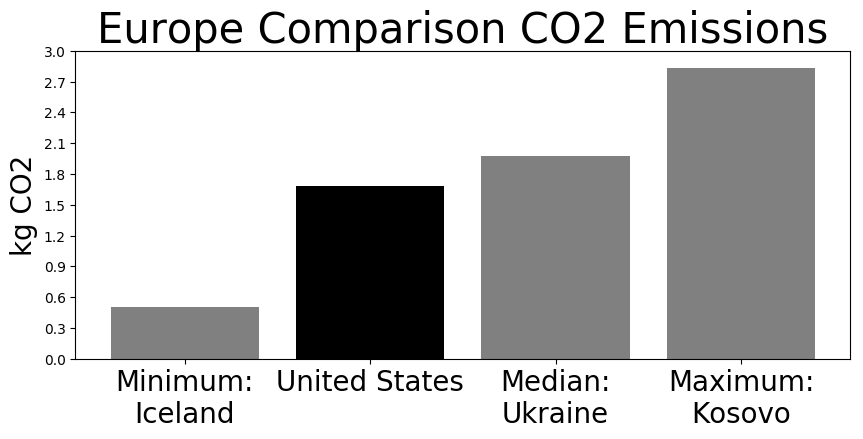 Europe Comparison CO2 Emissions
kg CO2
3.0
2.7
2.4
2.1
1.8
1.5
1.2
0.9
0.6
0.3
0.0
Minimum:
Iceland
United States
Median:
Ukraine
Maximum:
Kosovo